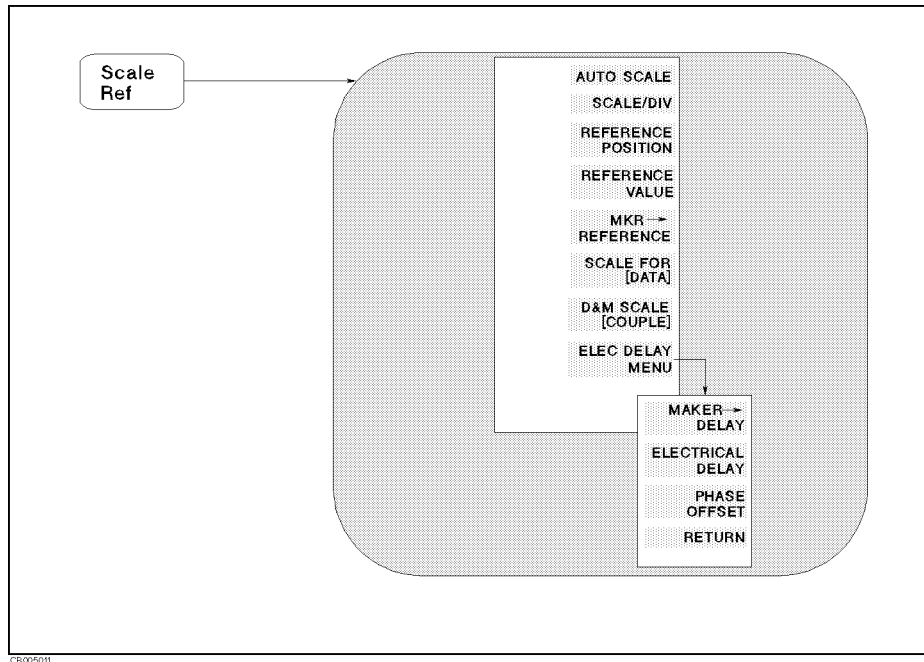 Scale
Ref
AUTO SCALE
SCALE/DIV
REFERENCE
POSITION
REFERENCE
VALUE
MKR→
REFERENCE
SCALE FOR
[DATA]
D&M SCALE
[COUPLE]
ELEC DELAY
MENU
MAKER→
DELAY
ELECTRICAL
DELAY
PHASE
OFFSET
RETURN
CB005011